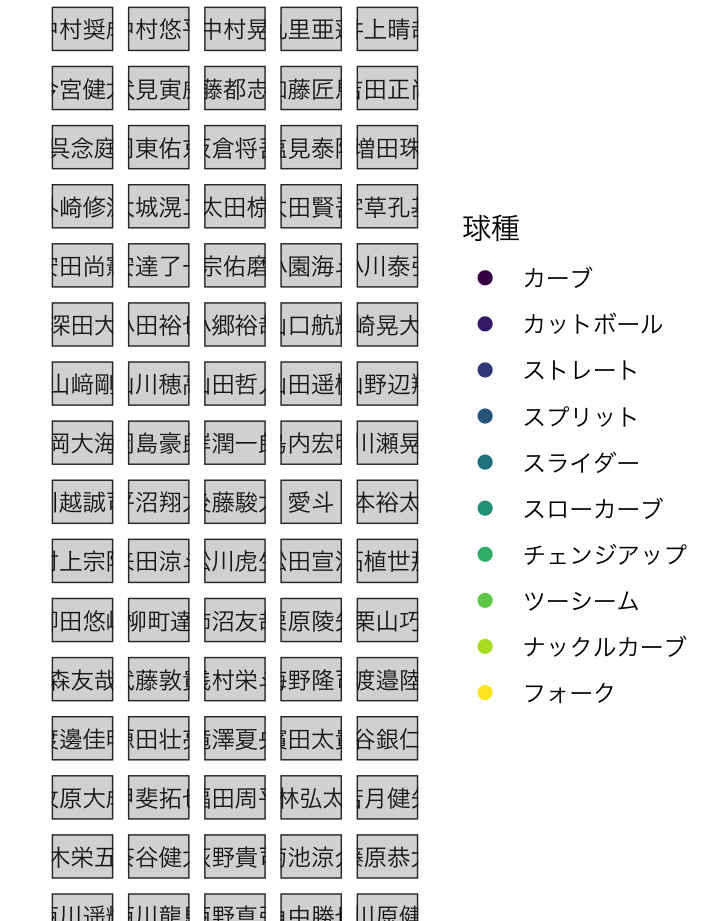 中村奨 中村悠 中村晃 里亜 上晴
宮健 見寅 藤都志 藤匠 田正
呉念庭 東佑 倉将 見泰 増田珠
崎修 城滉 太田椋 田賢 草孔
田尚 達了 宗佑磨 園海 川泰
深田大 田裕 郷裕 口航 崎晃大
山﨑剛 川穂 田哲 田遥 野辺
岡大海 島豪 潤一 内宏 川瀬晃
越誠 沼翔 藤駿 愛斗 本裕太
上宗 田涼 川虎 田宣 植世
田悠 柳町達 沼友 原陵 栗山巧
森友哉 藤敦 村栄 野隆 渡邉陸
邊佳 田壮 澤夏 田太 谷銀仁
原大 斐拓 田周 林弘太 月健
木栄五 谷健 野貴 池涼 原恭
川遥 川龍 野真 中勝 川原健
球種
カーブ
カットボール
ストレート
スプリット
スライダー
スローカーブ
チェンジアップ
ツーシーム
ナックルカーブ
フォーク